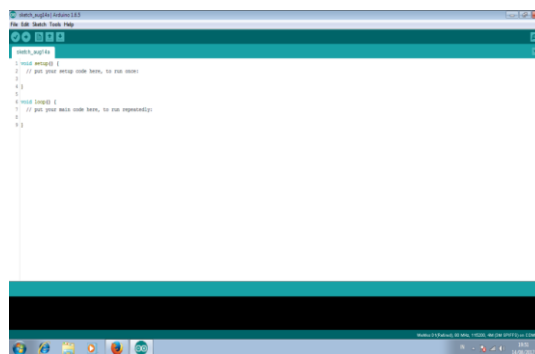 sketch_aug14a | Arduino 1.8.5
File Edit Sketch Tools Help
sketch_aug14a
1 void setup() {
2 // put your setup code here, to run once:
3
4 }
5
6 void loop() {
7 // put your main code here, to run repeatedly:
8
9 }